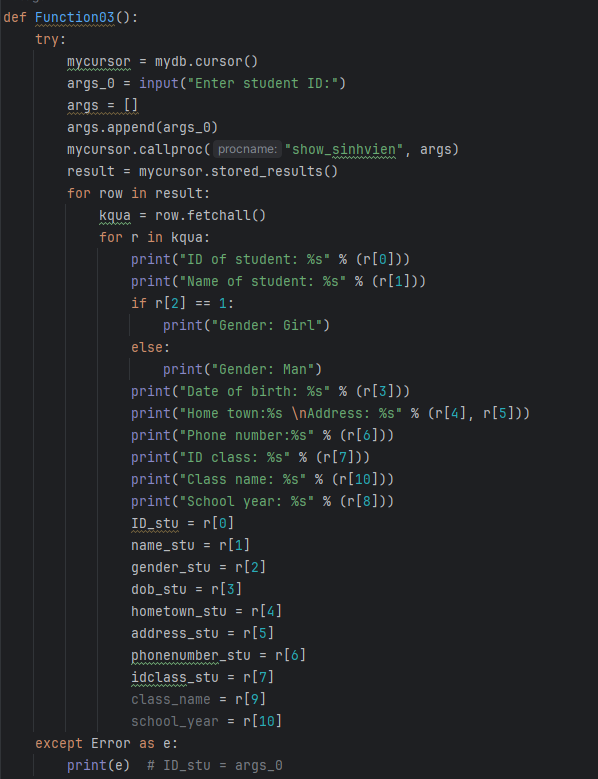 def Function03():
    try:
        mycursor = mydb.cursor()
        args_0 = input("Enter student ID:")
        args = []
        args.append(args_0)
        mycursor.callproc( procname: "show_sinhvien", args)
        result = mycursor.stored_results()
        for row in result:
            kqua = row.fetchall()
            for r in kqua:
                print("ID of student: %s" % (r[0]))
                print("Name of student: %s" % (r[1]))
                if r[2] == 1:
                    print("Gender: Girl")
                else:
                    print("Gender: Man")
                print("Date of birth: %s" % (r[3]))
                print("Home town:%s \nAddress: %s" % (r[4], r[5]))
                print("Phone number:%s" % (r[6]))
                print("ID class: %s" % (r[7]))
                print("Class name: %s" % (r[10]))
                print("School year: %s" % (r[8]))
                ID_stu = r[0]
                name_stu = r[1]
                gender_stu = r[2]
                dob_stu = r[3]
                hometown_stu = r[4]
                address_stu = r[5]
                phonenumber_stu = r[6]
                idclass_stu = r[7]
                class_name = r[9]
                school_year = r[10]
    except Error as e:
        print(e)  # ID_stu = args_0